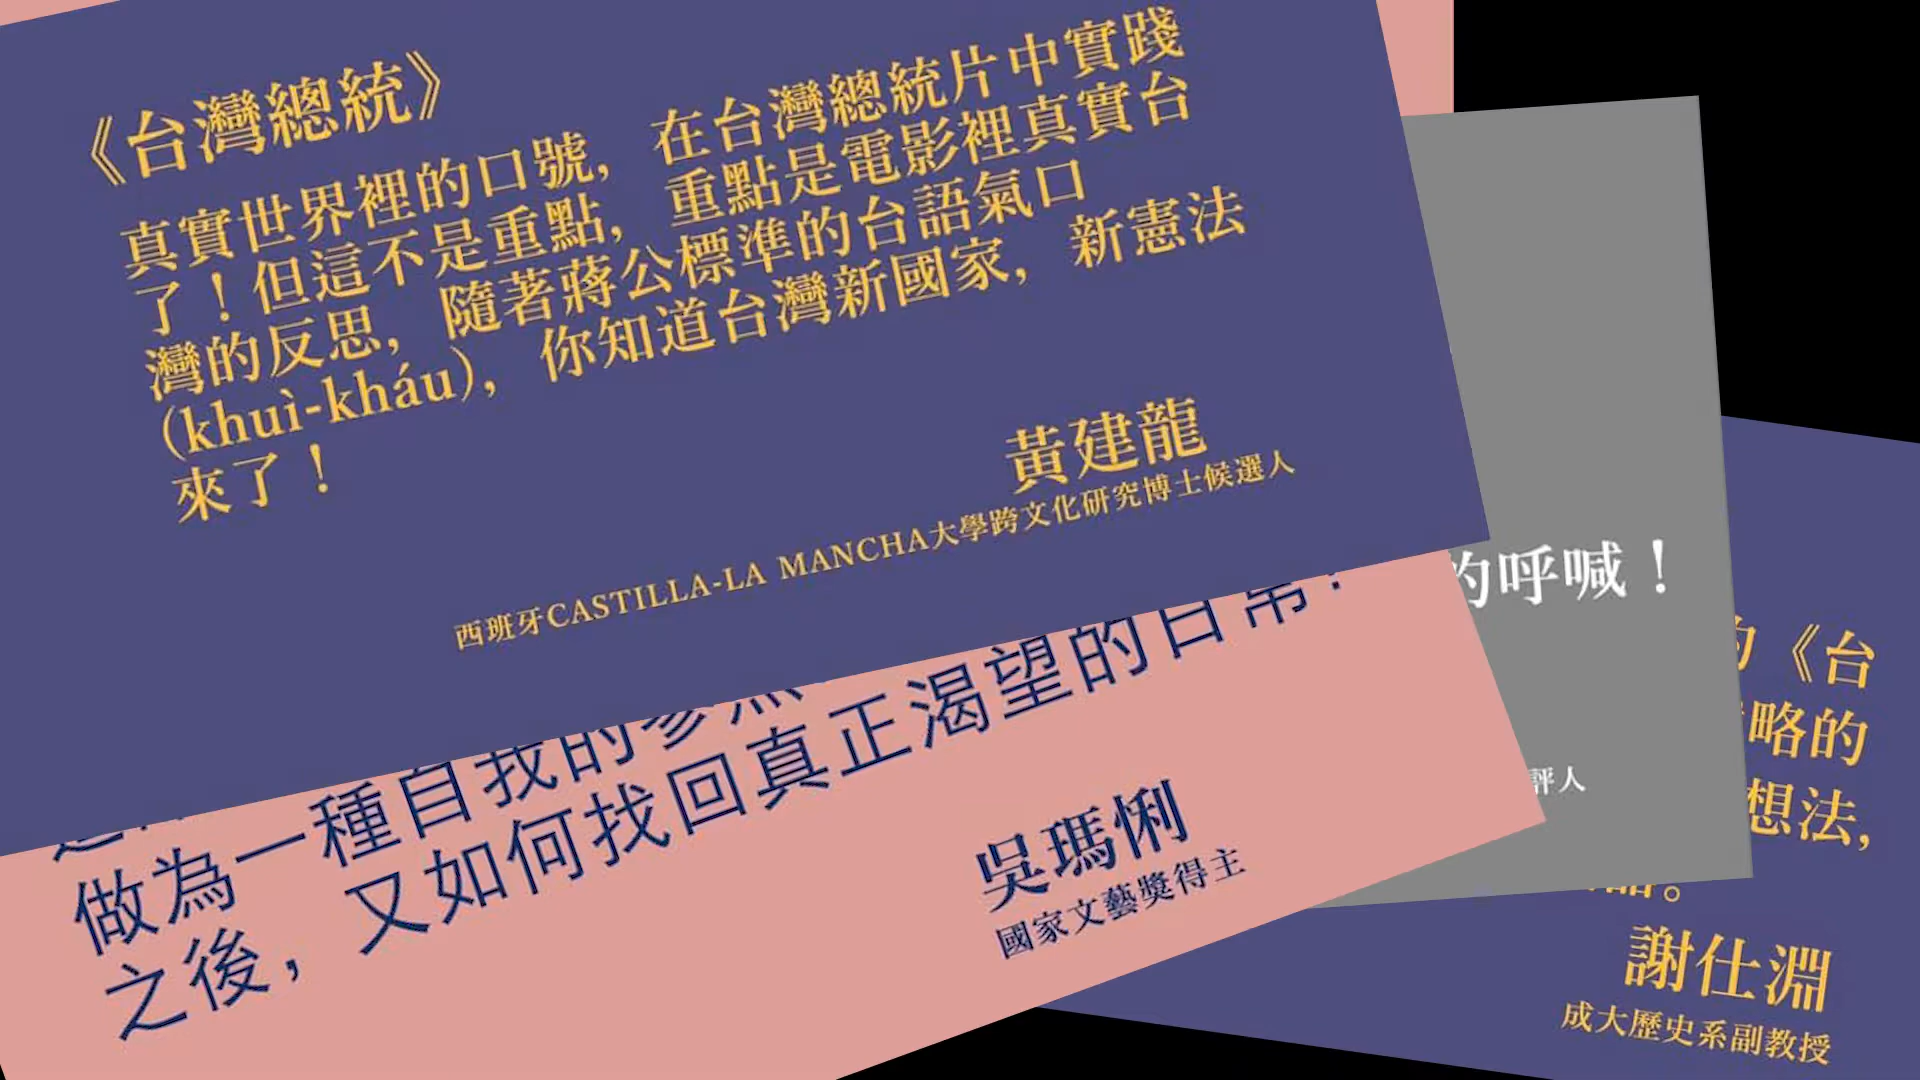 《台灣總統》
真實世界裡的口號，在台灣總統片中實踐
了！但這不是重點，重點是電影裡真實台
灣的反思，隨著蔣公標準的台語氣口
(khuì-kháu)，你知道台灣新國家，新憲法
來了！
黃建龍
西班牙CASTILLA-LA MANCHA大學跨文化研究博士候選人
做為一種自我的參照
之後，又如何找回真正渴望的日常？
吳瑪悧
國家文藝獎得主
的呼喊！
評人
的《台
略的
想法，
謝仕淵
成大歷史系副教授